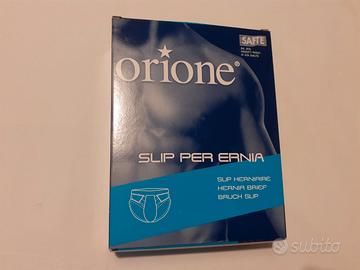 SAFTE
orione®
SLIP PER ERNIA
SLIP HERNIAIRE
HERNIA BRIEF
BRUCH SLIP
subito